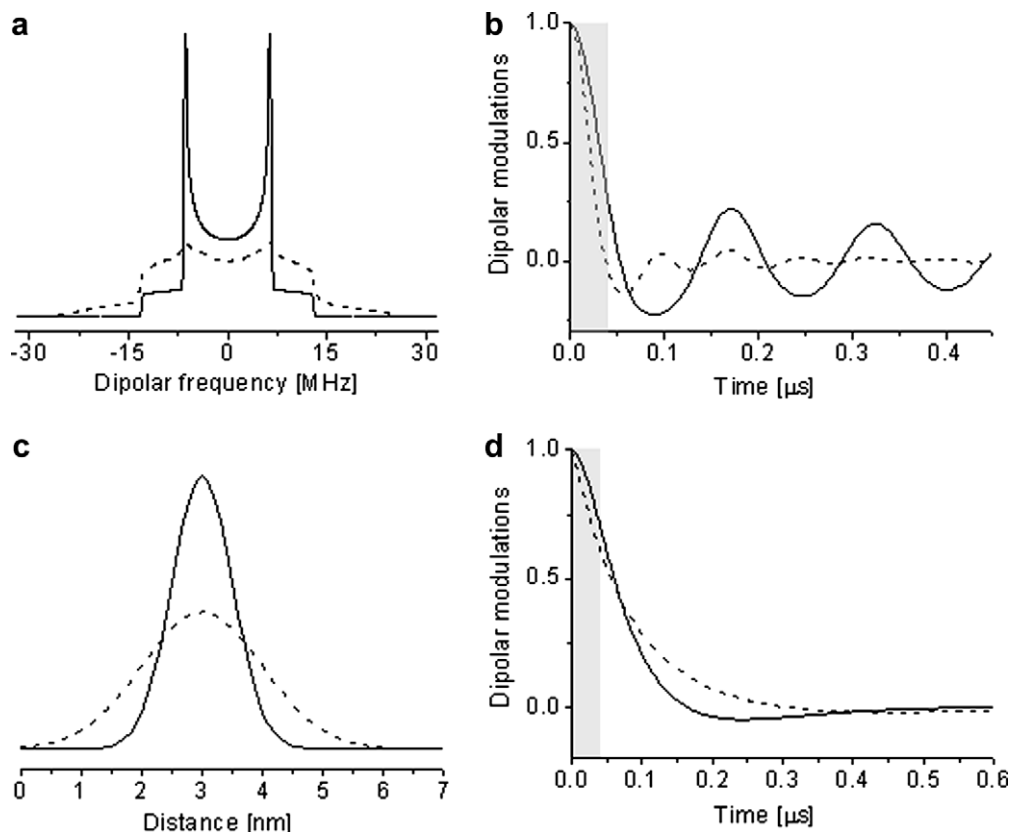 a
-30 -15 0 15 30
Dipolar frequency [MHz]
b
Dipolar modulations
1.0
0.5
0.0
0.0 0.1 0.2 0.3 0.4
Time [µs]
c
0 1 2 3 4 5 6 7
Distance [nm]
d
Dipolar modulations
1.0
0.5
0.0
0.0 0.1 0.2 0.3 0.4 0.5 0.6
Time [µs]